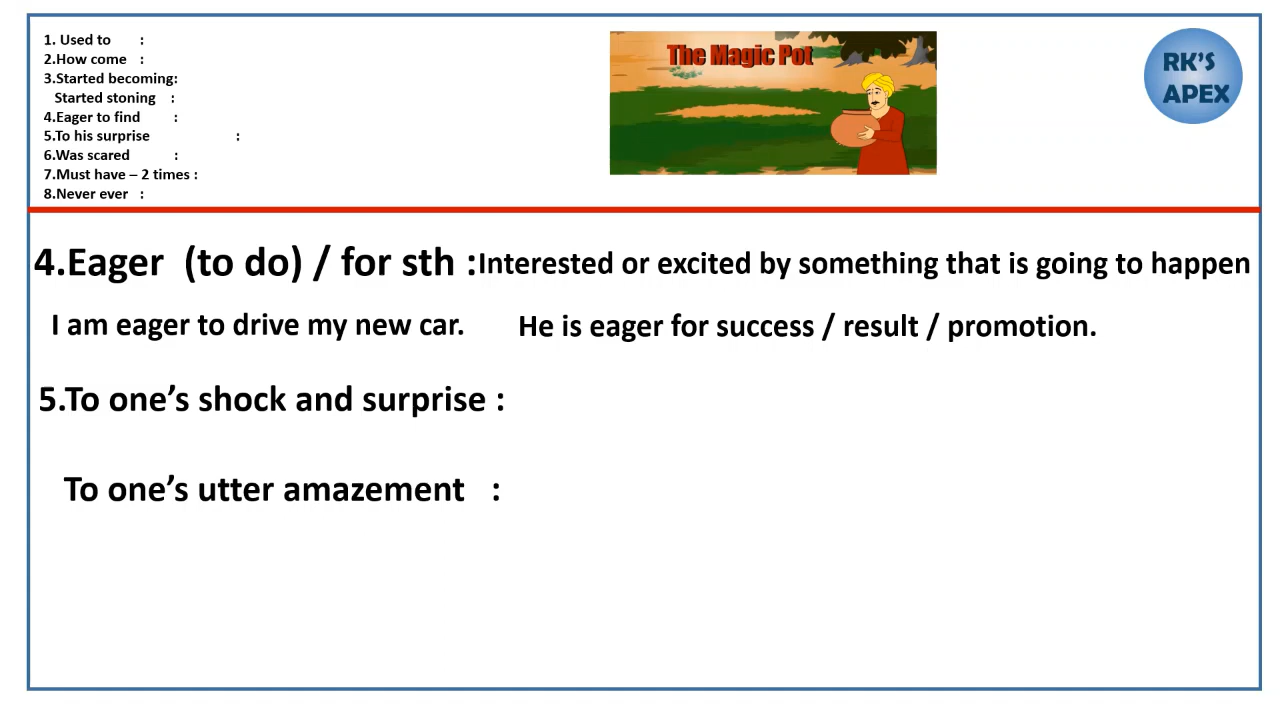 1. Used to :
2.How come :
3.Started becoming:
Started stoning :
4.Eager to find :
5.To his surprise :
6.Was scared :
7.Must have – 2 times :
8.Never ever :
The Magic Pot
RK'S
APEX
4.Eager (to do) / for sth :Interested or excited by something that is going to happen
I am eager to drive my new car. He is eager for success / result / promotion.
5.To one’s shock and surprise :
To one’s utter amazement :